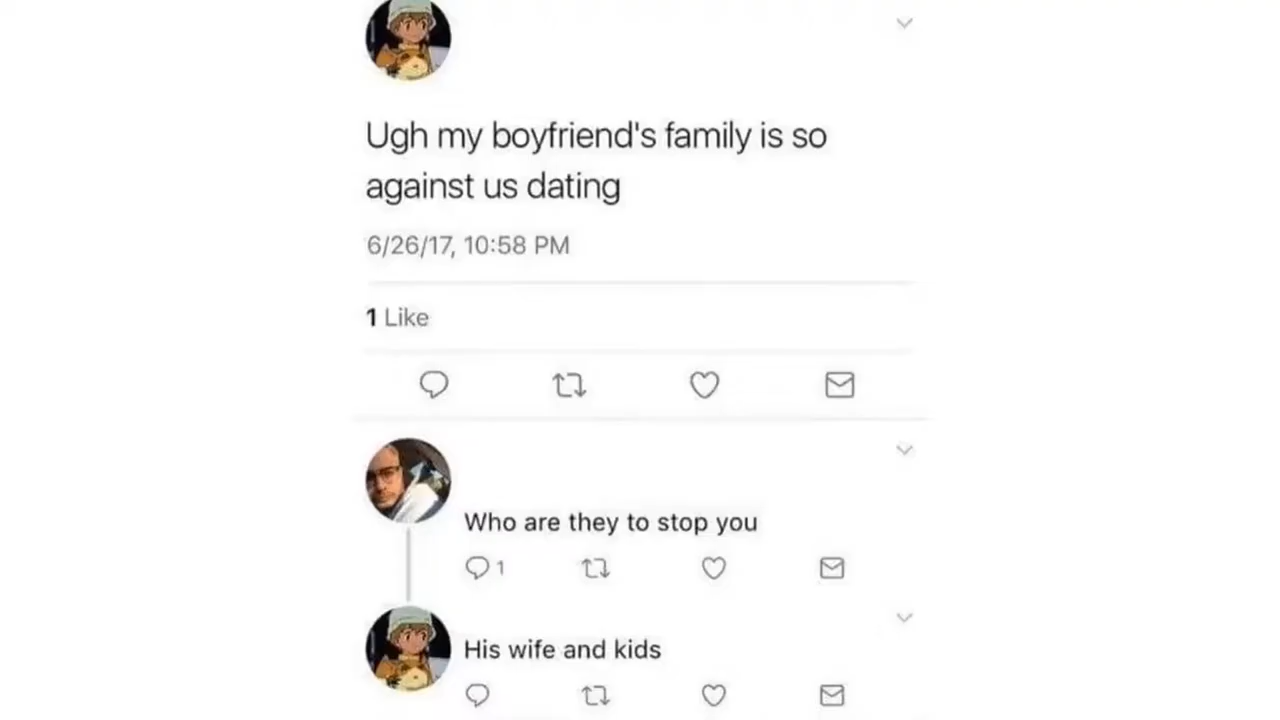 Ugh my boyfriend's family is so
against us dating
6/26/17, 10:58 PM
1 Like
Who are they to stop you
1
His wife and kids